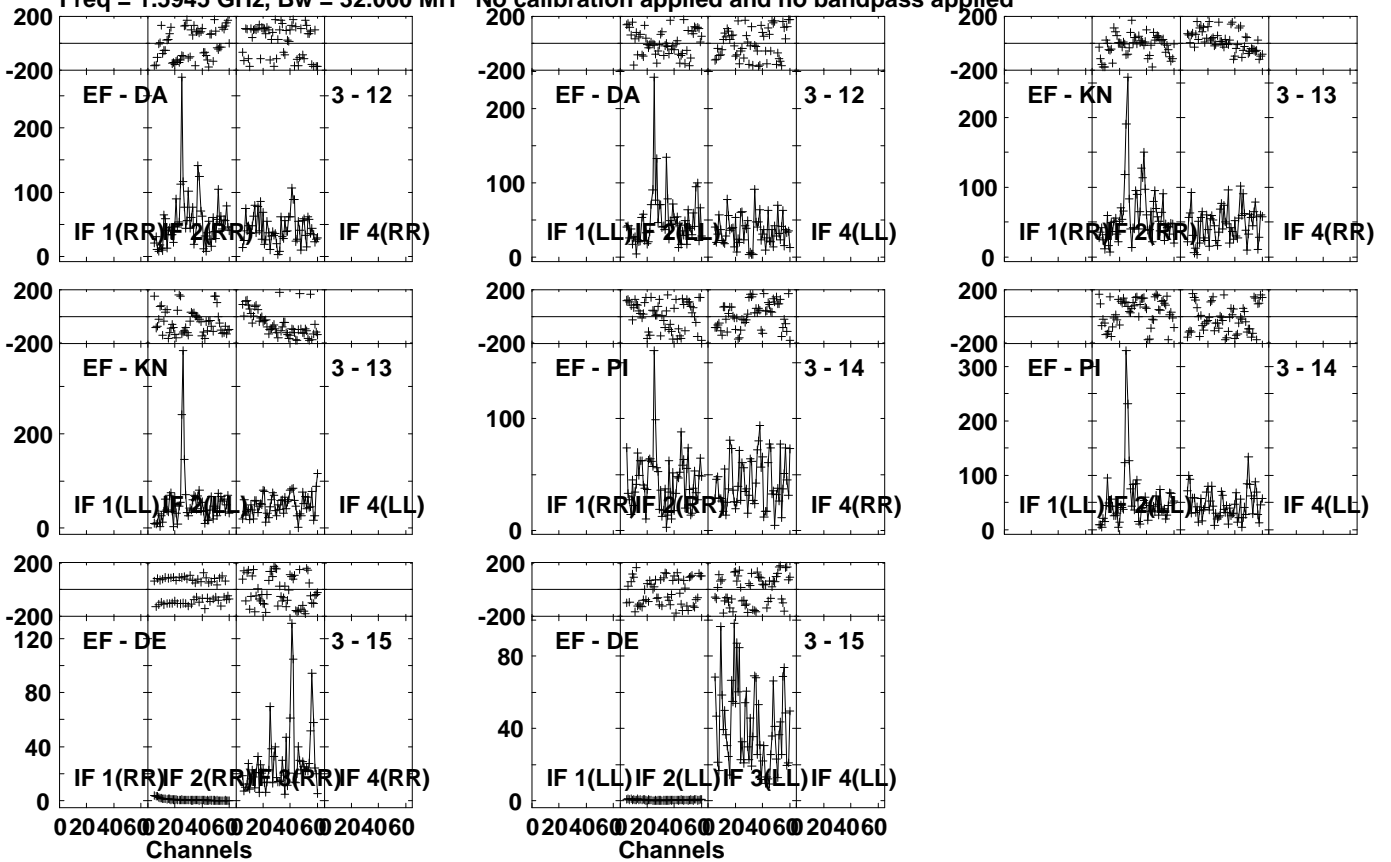 Freq = 1.5945 GHz, Bw = 32.000 MH No calibration applied and no bandpass applied
200
-200
EF - DA 3 - 12
200
100
0
IF 1(RR) IF 2(RR) IF 4(RR)
200
-200
EF - DA 3 - 12
200
100
0
IF 1(LL) IF 2(LL) IF 4(LL)
200
-200
EF - KN 3 - 13
200
100
0
IF 1(RR) IF 2(RR) IF 4(RR)
200
-200
EF - KN 3 - 13
200
0
IF 1(LL) IF 2(LL) IF 4(LL)
200
-200
EF - PI 3 - 14
100
0
IF 1(RR) IF 2(RR) IF 4(RR)
200
-200
EF - PI 3 - 14
300
200
100
0
IF 1(LL) IF 2(LL) IF 4(LL)
200
-200
EF - DE 3 - 15
120
80
40
0
IF 1(RR) IF 2(RR) IF 3(RR) IF 4(RR)
0 20 40 60 0 20 40 60 0 20 40 60 0 20 40 60
Channels
200
-200
EF - DE 3 - 15
80
40
0
IF 1(LL) IF 2(LL) IF 3(LL) IF 4(LL)
0 20 40 60 0 20 40 60 0 20 40 60 0 20 40 60
Channels